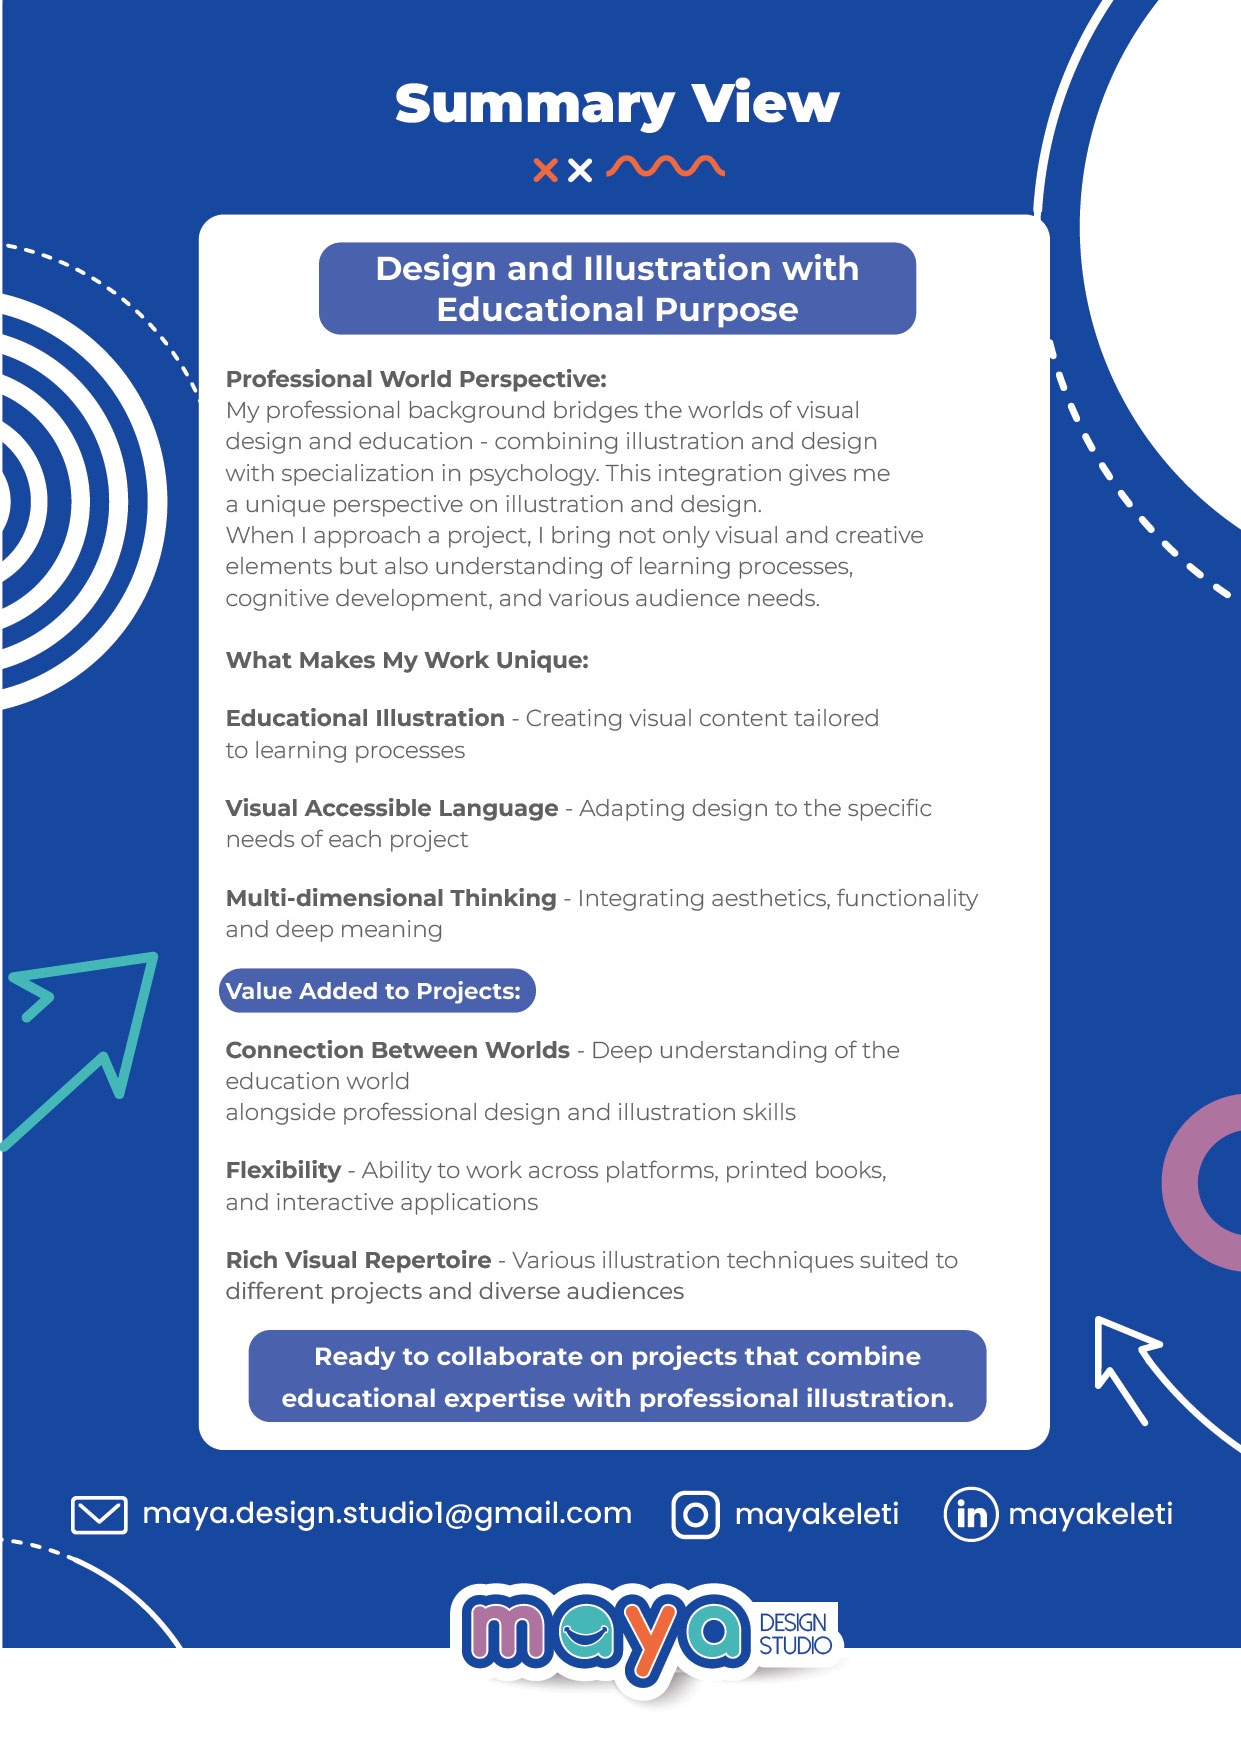 Summary View
Design and Illustration with
Educational Purpose
Professional World Perspective:
My professional background bridges the worlds of visual
design and education - combining illustration and design
with specialization in psychology. This integration gives me
a unique perspective on illustration and design.
When I approach a project, I bring not only visual and creative
elements but also understanding of learning processes,
cognitive development, and various audience needs.
What Makes My Work Unique:
Educational Illustration - Creating visual content tailored
to learning processes
Visual Accessible Language - Adapting design to the specific
needs of each project
Multi-dimensional Thinking - Integrating aesthetics, functionality
and deep meaning
Value Added to Projects:
Connection Between Worlds - Deep understanding of the
education world
alongside professional design and illustration skills
Flexibility - Ability to work across platforms, printed books,
and interactive applications
Rich Visual Repertoire - Various illustration techniques suited to
different projects and diverse audiences
Ready to collaborate on projects that combine
educational expertise with professional illustration.
maya.design.studio1@gmail.com
mayakeleti
in mayakeleti
maya
DESIGN
STUDIO